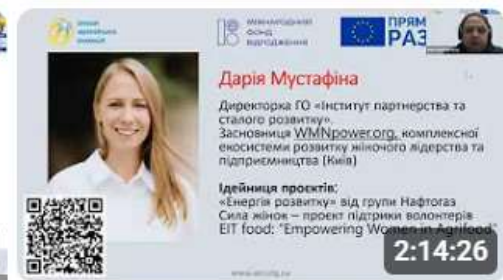 МІЖНАРОДНИЙ
ФОНД
ВІДРОДЖЕННЯ
ПРЯМ
РАЗ
Дарія Мустафіна
Директорка ГО «Інститут партнерства та
сталого розвитку».
Засновниця WMNpower.org, комплексної
екосистеми розвитку жіночого лідерства та
підприємництва (Київ)
Ідейниця проєктів:
«Енергія розвитку» від групи Нафтогаз
Сила жінок – проєкт підтрики волонтерів
EIT food: "Empowering Women in Agrifood"
2:14:26